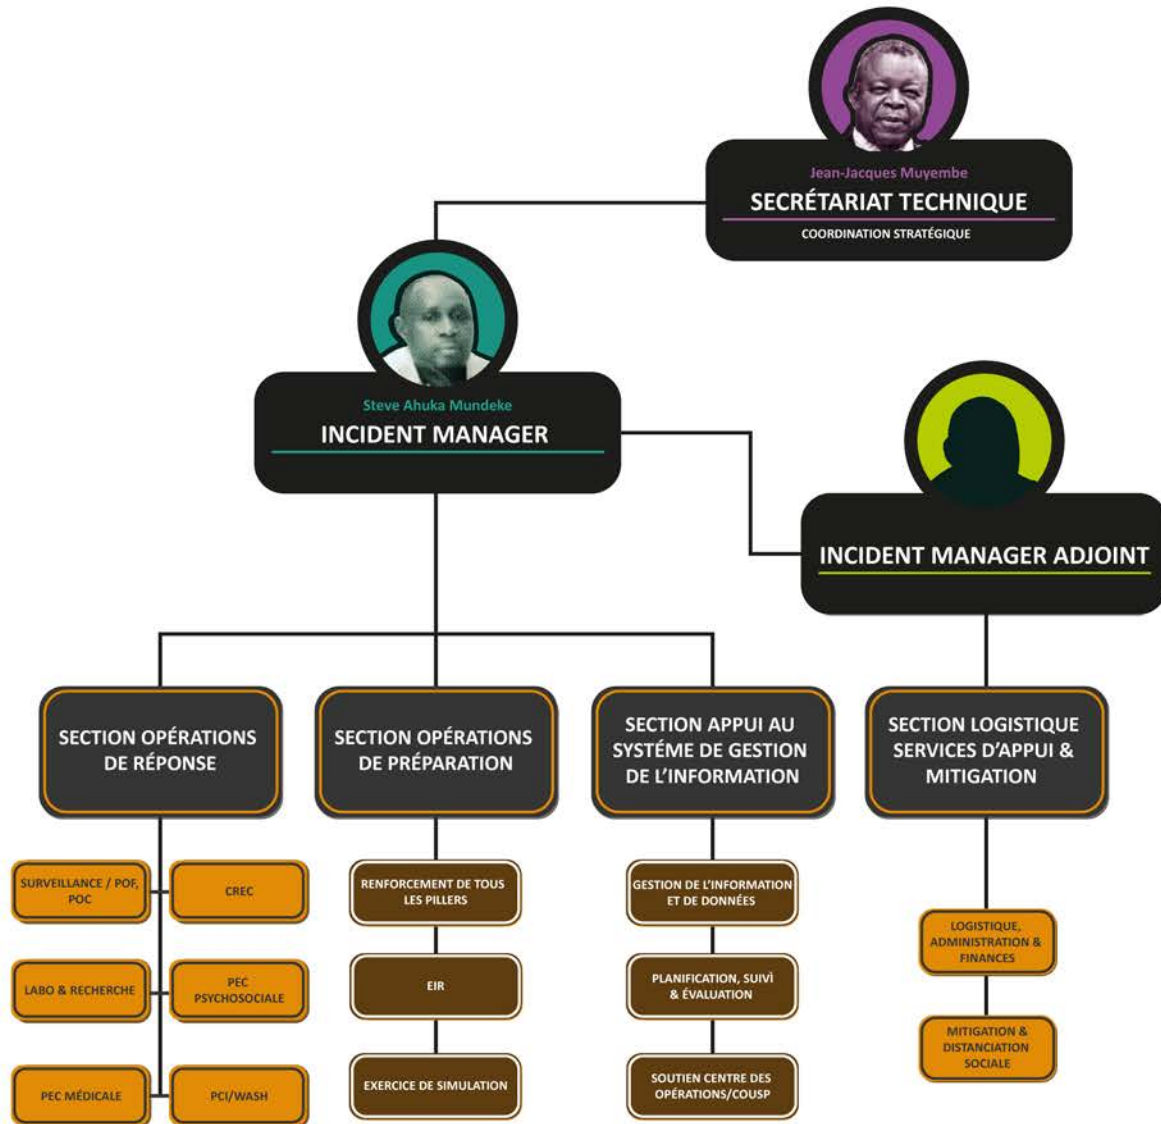 Jean-Jacques Muyembe
SECRÉTARIAT TECHNIQUE
COORDINATION STRATÉGIQUE
Steve Ahuka Mundeke
INCIDENT MANAGER
INCIDENT MANAGER ADJOINT
SECTION OPÉRATIONS
DE RÉPONSE
SECTION OPÉRATIONS
DE PRÉPARATION
SECTION APPUI AU
SYSTÉME DE GESTION
DE L’INFORMATION
SECTION LOGISTIQUE
SERVICES D’APPUI &
MITIGATION
SURVEILLANCE / POF,
POC
CREC
LABO & RECHERCHE
PEC
PSYCHOSOCIALE
PEC MÉDICALE
PCI/WASH
RENFORCEMENT DE TOUS
LES PILLERS
EIR
EXERCICE DE SIMULATION
GESTION DE L’INFORMATION
ET DE DONNÉES
PLANIFICATION, SUIVÌ
& ÉVALUATION
SOUTIEN CENTRE DES
OPÉRATIONS/COUSP
LOGISTIQUE,
ADMINISTRATION &
FINANCES
MITIGATION &
DISTANCIATION
SOCIALE